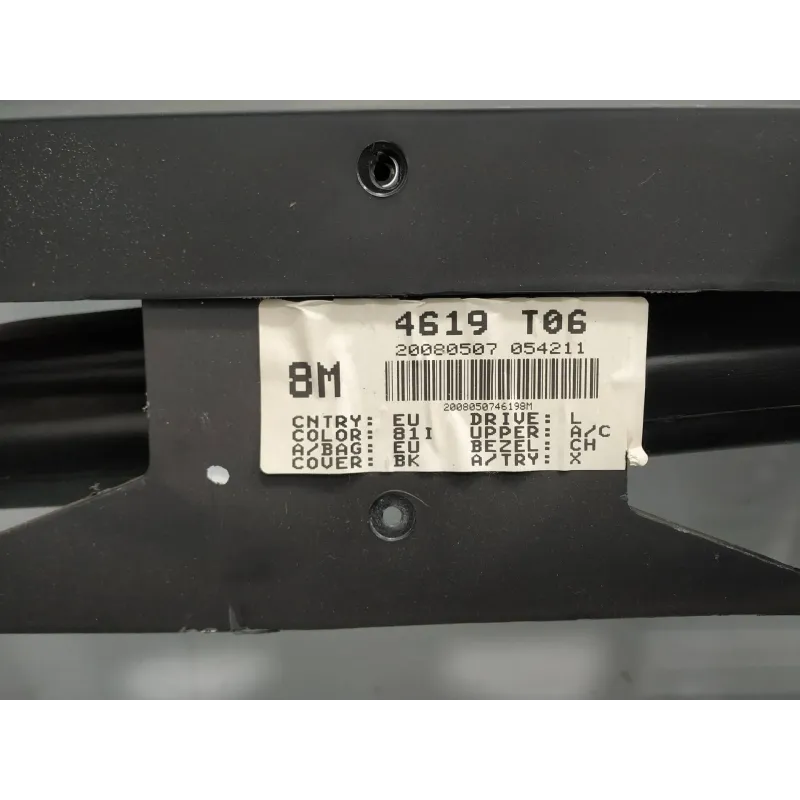 4619 T06
20080507 054211
8M
2008050746198M
CNTRY: EU DRIVE: L
COLOR: 81I UPPER: A/C
A/BAG: EU BEZEL: CH
COVER: BK A/TRY: X